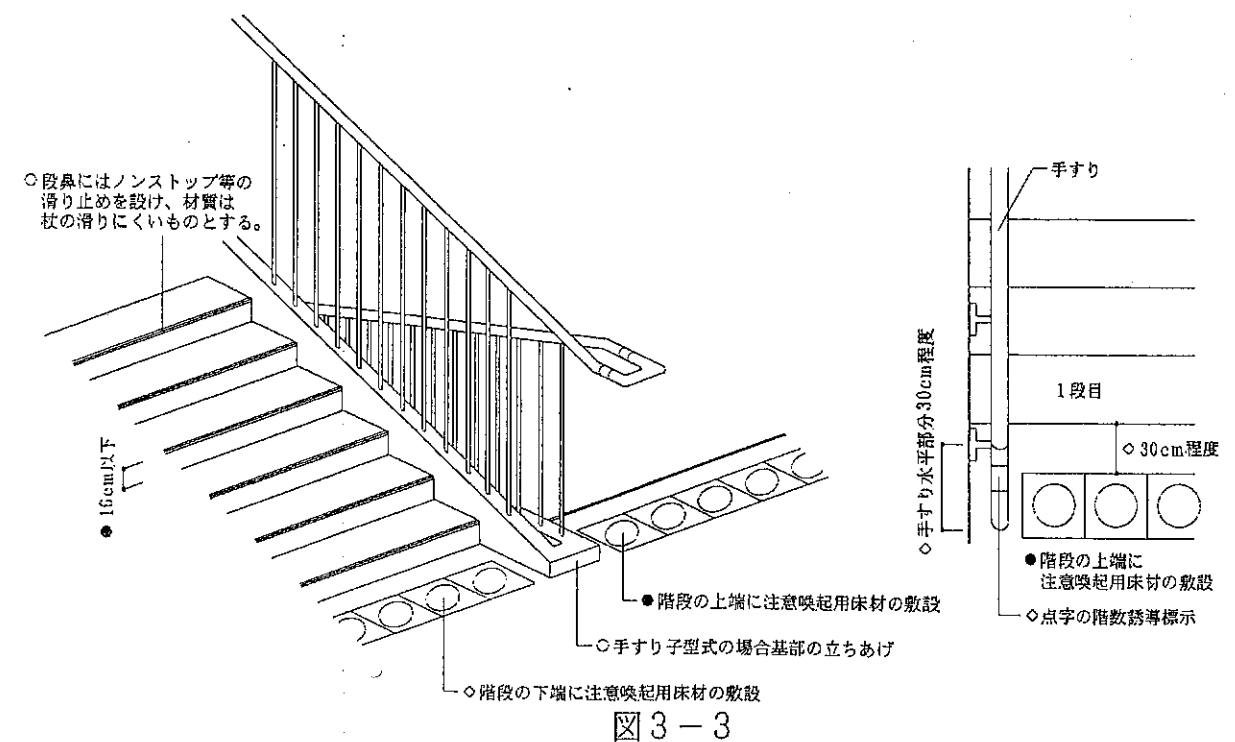 ○段鼻にはノンストップ等の
滑り止めを設け、材質は
杖の滑りにくいものとする。
●16cm以下
●階段の上端に注意喚起用床材の敷設
○手すり子型式の場合基部の立ちあげ
◇階段の下端に注意喚起用床材の敷設
手すり
1段目
◇30cm程度
◇手すり水平部分30cm程度
●階段の上端に
注意喚起用床材の敷設
◇点字の階数誘導標示
図3－3